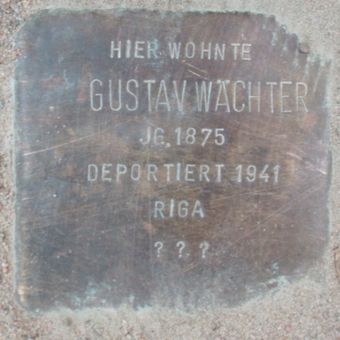 HIER WOHNTE
GUSTAV WÄCHTER
JG. 1875
DEPORTIERT 1941
RIGA
? ? ?